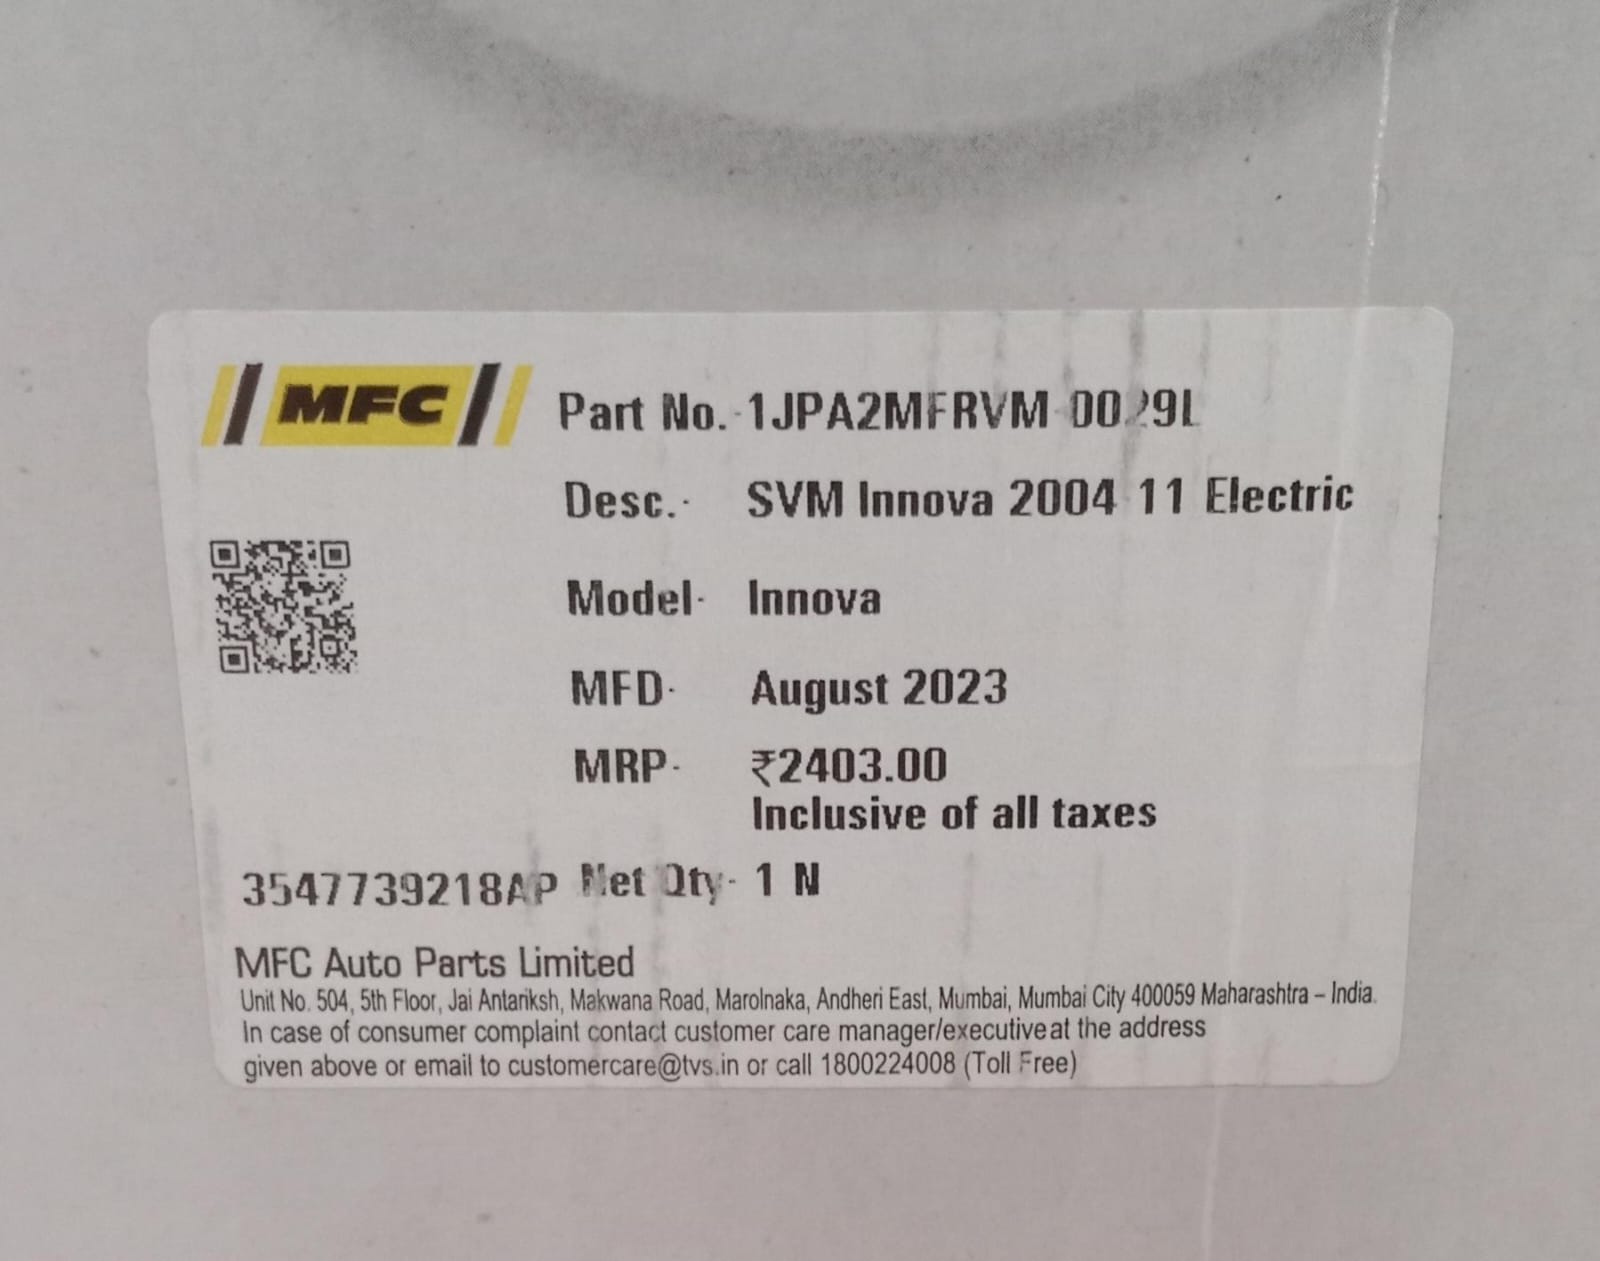 MFC
Part No.-1JPA2MFRVM-0029L
Desc.- SVM Innova 2004 11 Electric
Model- Innova
MFD- August 2023
MRP- ₹2403.00
Inclusive of all taxes
3547739218AP Net Qty- 1 N
MFC Auto Parts Limited
Unit No. 504, 5th Floor, Jai Antariksh, Makwana Road, Marolnaka, Andheri East, Mumbai, Mumbai City 400059 Maharashtra – India.
In case of consumer complaint contact customer care manager/executive at the address
given above or email to customercare@tvs.in or call 1800224008 (Toll Free)